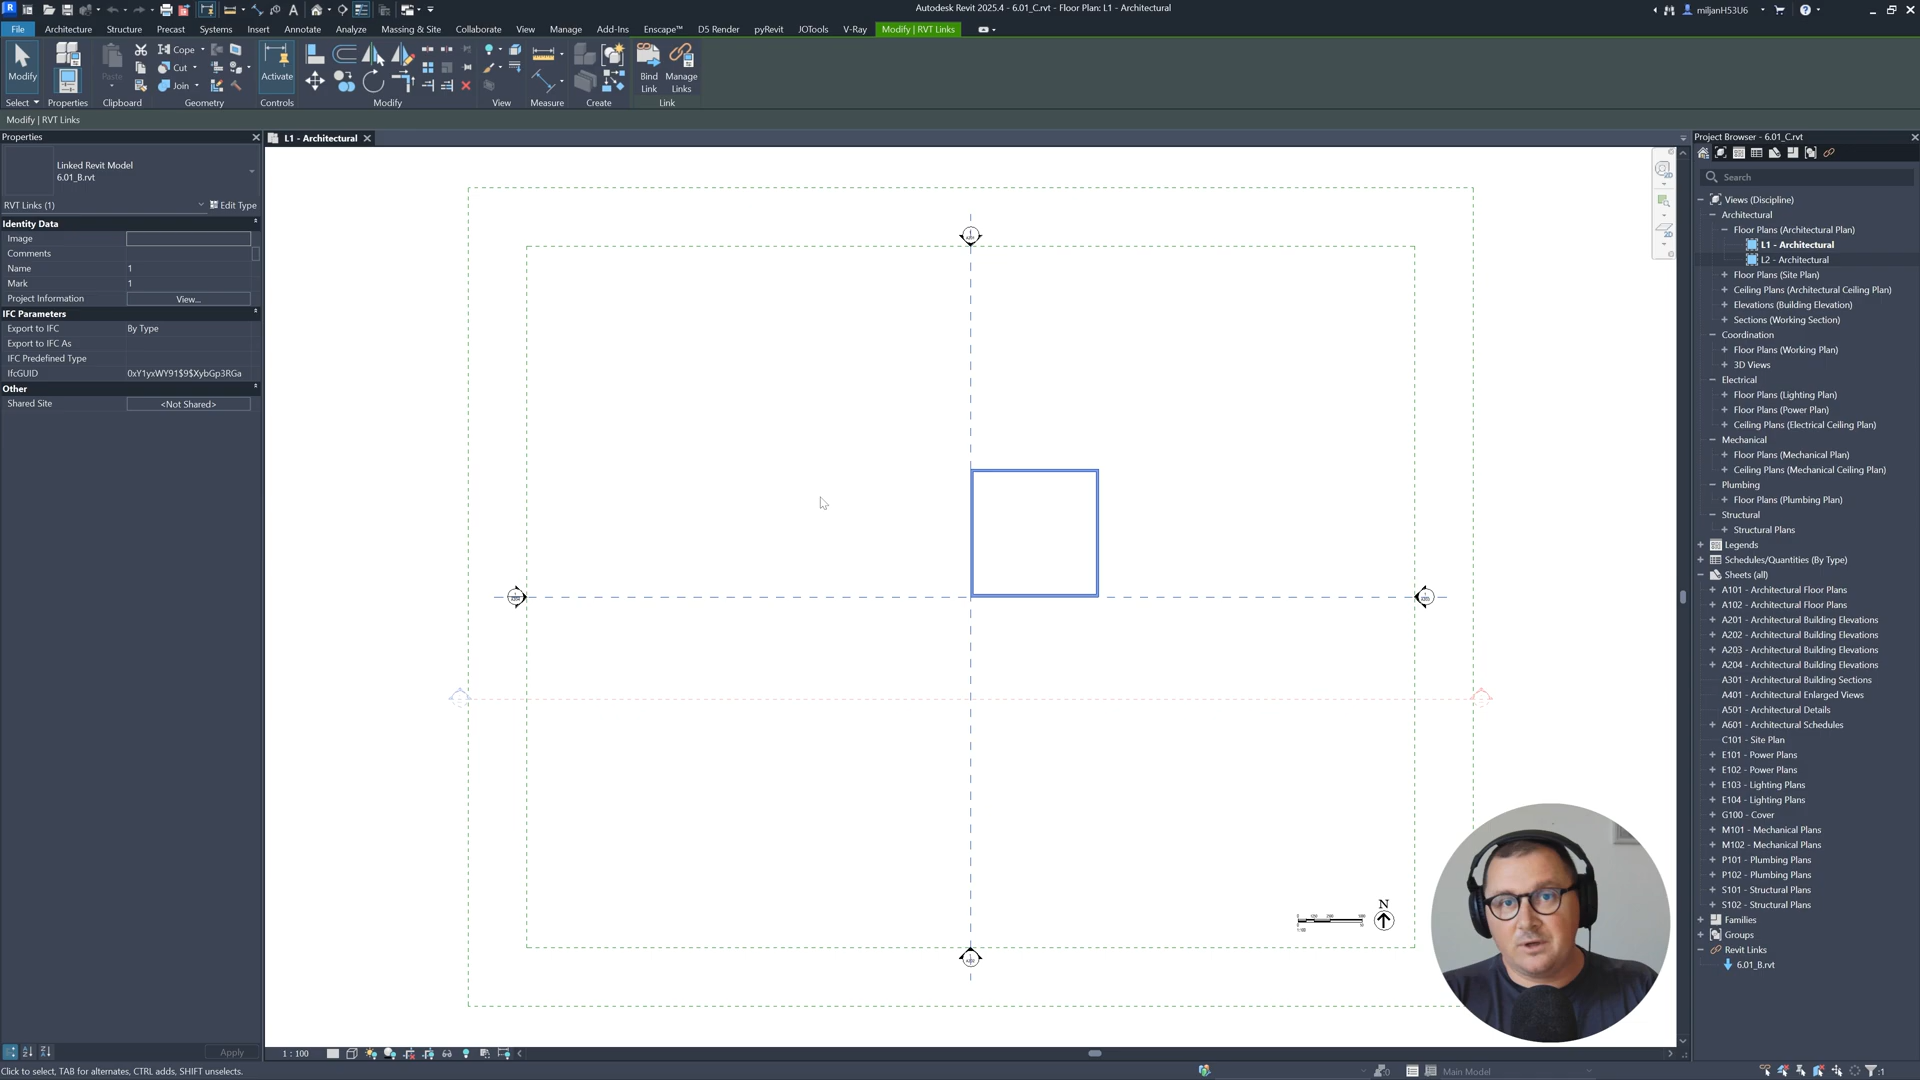 Autodesk Revit 2025.4 - 6.01_C.rvt - Floor Plan: L1 - Architectural
miljanH53U6
File
Architecture
Structure
Precast
Systems
Insert
Annotate
Analyze
Massing & Site
Collaborate
View
Manage
Add-Ins
Enscape™
D5 Render
pyRevit
JOTools
V-Ray
Modify | RVT Links
Modify
Paste
Cope
Cut
Join
Activate
Bind
Link
Manage
Links
Select
Properties
Clipboard
Geometry
Controls
Modify
View
Measure
Create
Link
Modify | RVT Links
Properties
Linked Revit Model
6.01_B.rvt
RVT Links (1)
Edit Type
Identity Data
Image
Comments
Name 1
Mark 1
Project Information View...
IFC Parameters
Export to IFC By Type
Export to IFC As
IFC Predefined Type
IfcGUID 0xY1yxWY91$9$XybGp3RGa
Other
Shared Site <Not Shared>
Apply
L1 - Architectural
N
1 : 100
Click to select, TAB for alternates, CTRL adds, SHIFT unselects.
:0
Main Model
:1
Project Browser - 6.01_C.rvt
Search
Views (Discipline)
Architectural
Floor Plans (Architectural Plan)
L1 - Architectural
L2 - Architectural
Floor Plans (Site Plan)
Ceiling Plans (Architectural Ceiling Plan)
Elevations (Building Elevation)
Sections (Working Section)
Coordination
Floor Plans (Working Plan)
3D Views
Electrical
Floor Plans (Lighting Plan)
Floor Plans (Power Plan)
Ceiling Plans (Electrical Ceiling Plan)
Mechanical
Floor Plans (Mechanical Plan)
Ceiling Plans (Mechanical Ceiling Plan)
Plumbing
Floor Plans (Plumbing Plan)
Structural
Structural Plans
Legends
Schedules/Quantities (By Type)
Sheets (all)
A101 - Architectural Floor Plans
A102 - Architectural Floor Plans
A201 - Architectural Building Elevations
A202 - Architectural Building Elevations
A203 - Architectural Building Elevations
A204 - Architectural Building Elevations
A301 - Architectural Building Sections
A401 - Architectural Enlarged Views
A501 - Architectural Details
A601 - Architectural Schedules
C101 - Site Plan
E101 - Power Plans
E102 - Power Plans
E103 - Lighting Plans
E104 - Lighting Plans
G100 - Cover
M101 - Mechanical Plans
M102 - Mechanical Plans
P101 - Plumbing Plans
P102 - Plumbing Plans
S101 - Structural Plans
S102 - Structural Plans
Families
Groups
Revit Links
6.01_B.rvt